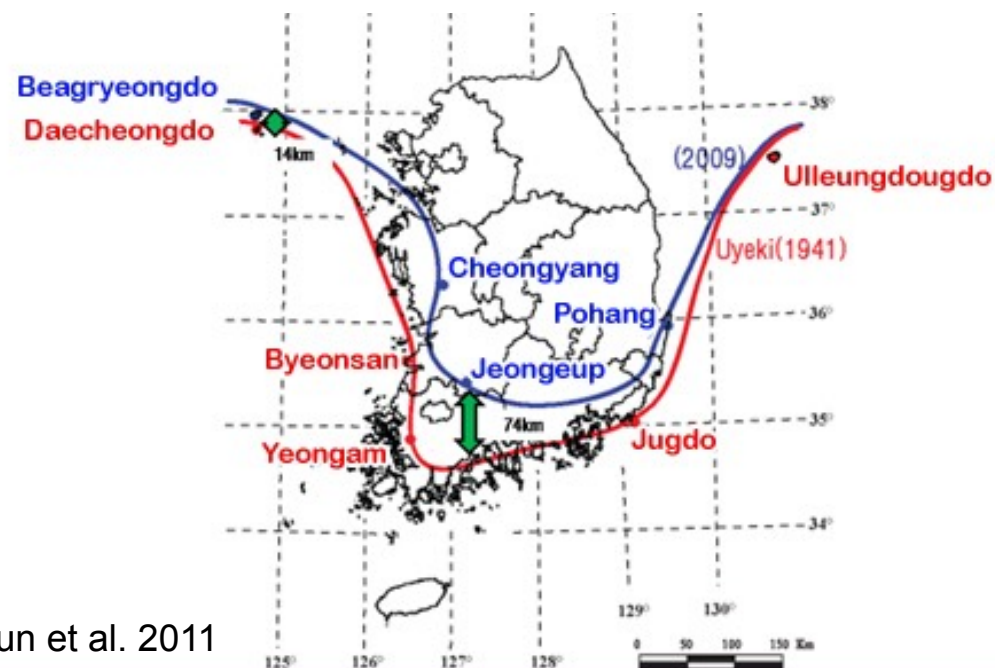 Beagryeongdo
Daecheongdo
14km
38°
(2009)
Ulleungdougdo
37°
Uyeki(1941)
Cheongyang
Pohang
36°
Byeonsan
Jeongeup
74km
35°
Yeongam
Jugdo
34°
129°
130°
un et al. 2011
0 50 100 150 Km
125° 126° 127° 128°